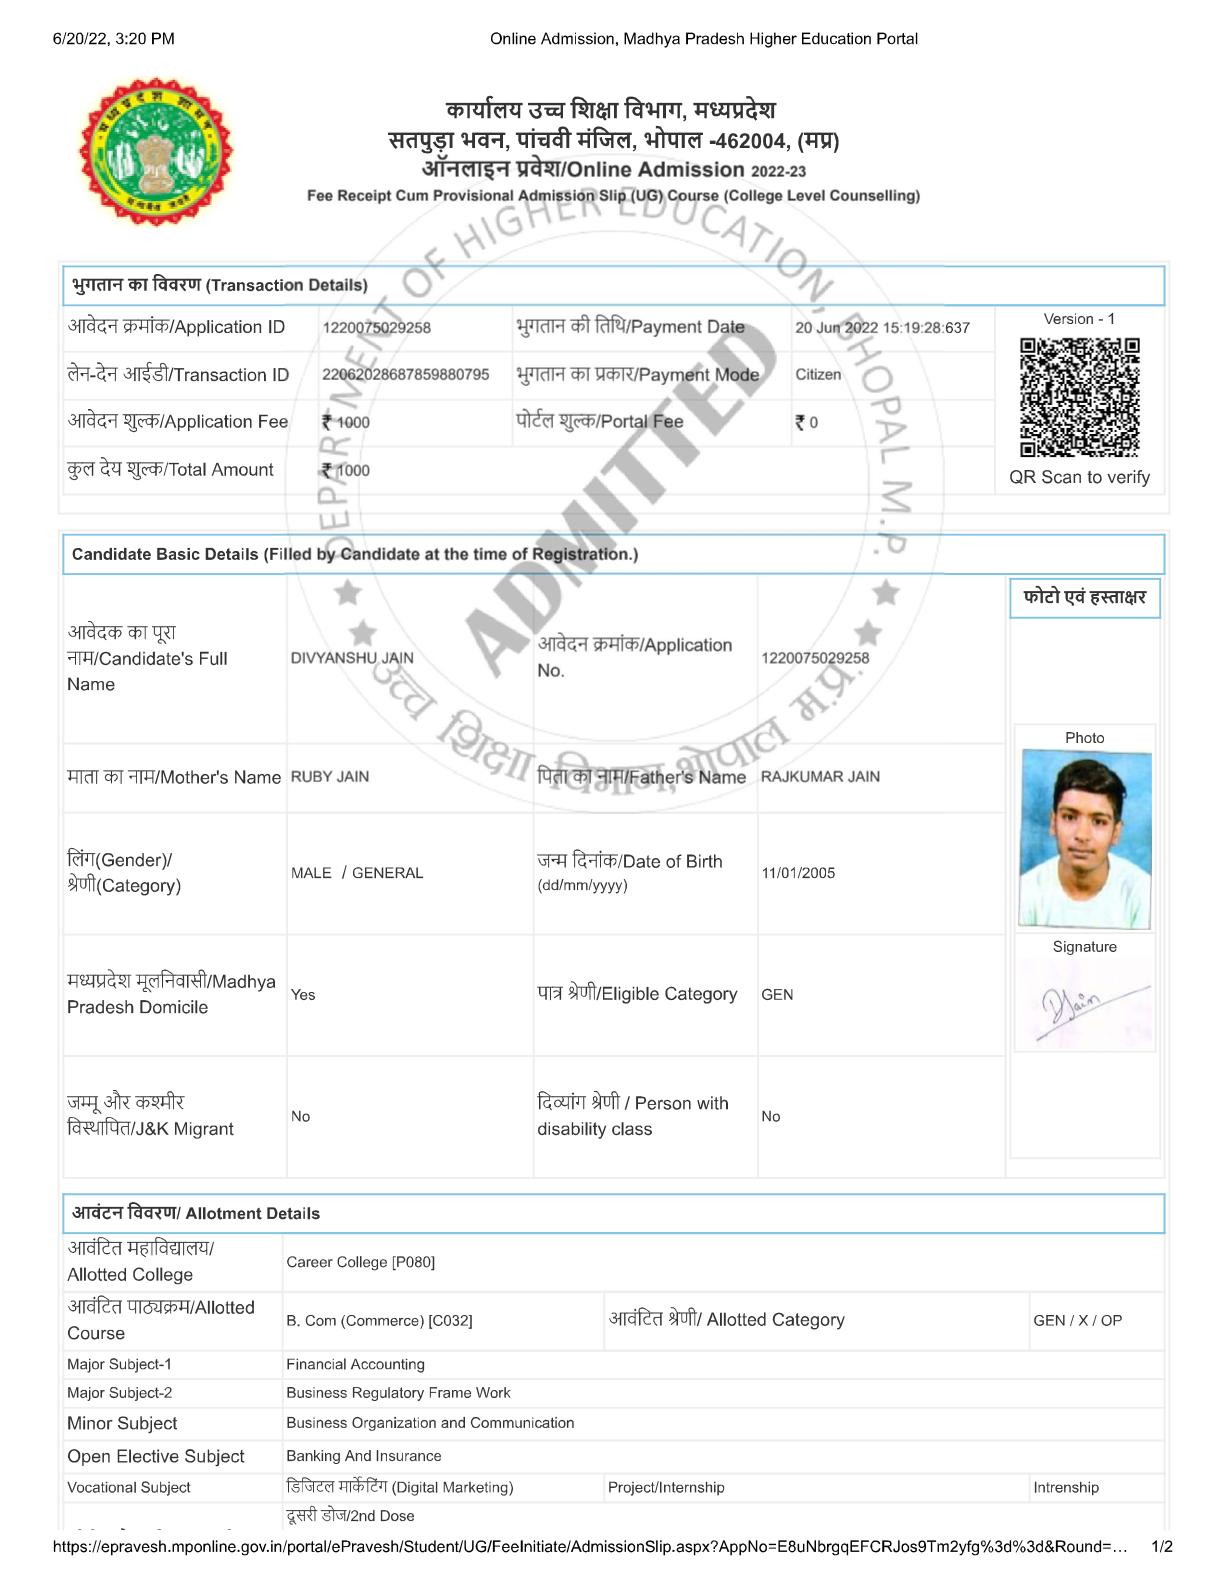 6/20/22, 3:20 PM
Online Admission, Madhya Pradesh Higher Education Portal
कार्यालय उच्च शिक्षा विभाग, मध्यप्रदेश
सतपुड़ा भवन, पांचवी मंजिल, भोपाल -462004, (मप्र)
ऑनलाइन प्रवेश/Online Admission 2022-23
Fee Receipt Cum Provisional Admission Slip (UG) Course (College Level Counselling)
DEPARTMENT OF HIGHER EDUCATION, BHOPAL M.P.
ADMITTED
उच्च शिक्षा विभाग, भोपाल म.प्र.
भुगतान का विवरण (Transaction Details)
आवेदन क्रमांक/Application ID 1220075029258 भुगतान की तिथि/Payment Date 20 Jun 2022 15:19:28:637
Version - 1
लेन-देन आईडी/Transaction ID 22062028687859880795 भुगतान का प्रकार/Payment Mode Citizen
आवेदन शुल्क/Application Fee ₹ 1000 पोर्टल शुल्क/Portal Fee ₹ 0
कुल देय शुल्क/Total Amount ₹ 1000
QR Scan to verify
Candidate Basic Details (Filled by Candidate at the time of Registration.)
फोटो एवं हस्ताक्षर
आवेदक का पूरा
नाम/Candidate's Full
Name
DIVYANSHU JAIN
आवेदन क्रमांक/Application
No.
1220075029258
Photo
माता का नाम/Mother's Name RUBY JAIN पिता का नाम/Father's Name RAJKUMAR JAIN
लिंग(Gender)/
श्रेणी(Category)
MALE / GENERAL
जन्म दिनांक/Date of Birth
(dd/mm/yyyy)
11/01/2005
Signature
DJain
मध्यप्रदेश मूलनिवासी/Madhya
Pradesh Domicile
Yes
पात्र श्रेणी/Eligible Category GEN
जम्मू और कश्मीर
विस्थापित/J&K Migrant
No
दिव्यांग श्रेणी / Person with
disability class
No
आवंटन विवरण/ Allotment Details
आवंटित महाविद्यालय/
Allotted College
Career College [P080]
आवंटित पाठ्यक्रम/Allotted
Course
B. Com (Commerce) [C032]
आवंटित श्रेणी/ Allotted Category
GEN / X / OP
Major Subject-1 Financial Accounting
Major Subject-2 Business Regulatory Frame Work
Minor Subject Business Organization and Communication
Open Elective Subject Banking And Insurance
Vocational Subject डिजिटल मार्केटिंग (Digital Marketing) Project/Internship Intrenship
दूसरी डोज/2nd Dose
https://epravesh.mponline.gov.in/portal/ePravesh/Student/UG/FeeInitiate/AdmissionSlip.aspx?AppNo=E8uNbrgqEFCRJos9Tm2yfg%3d%3d&Round=…
1/2